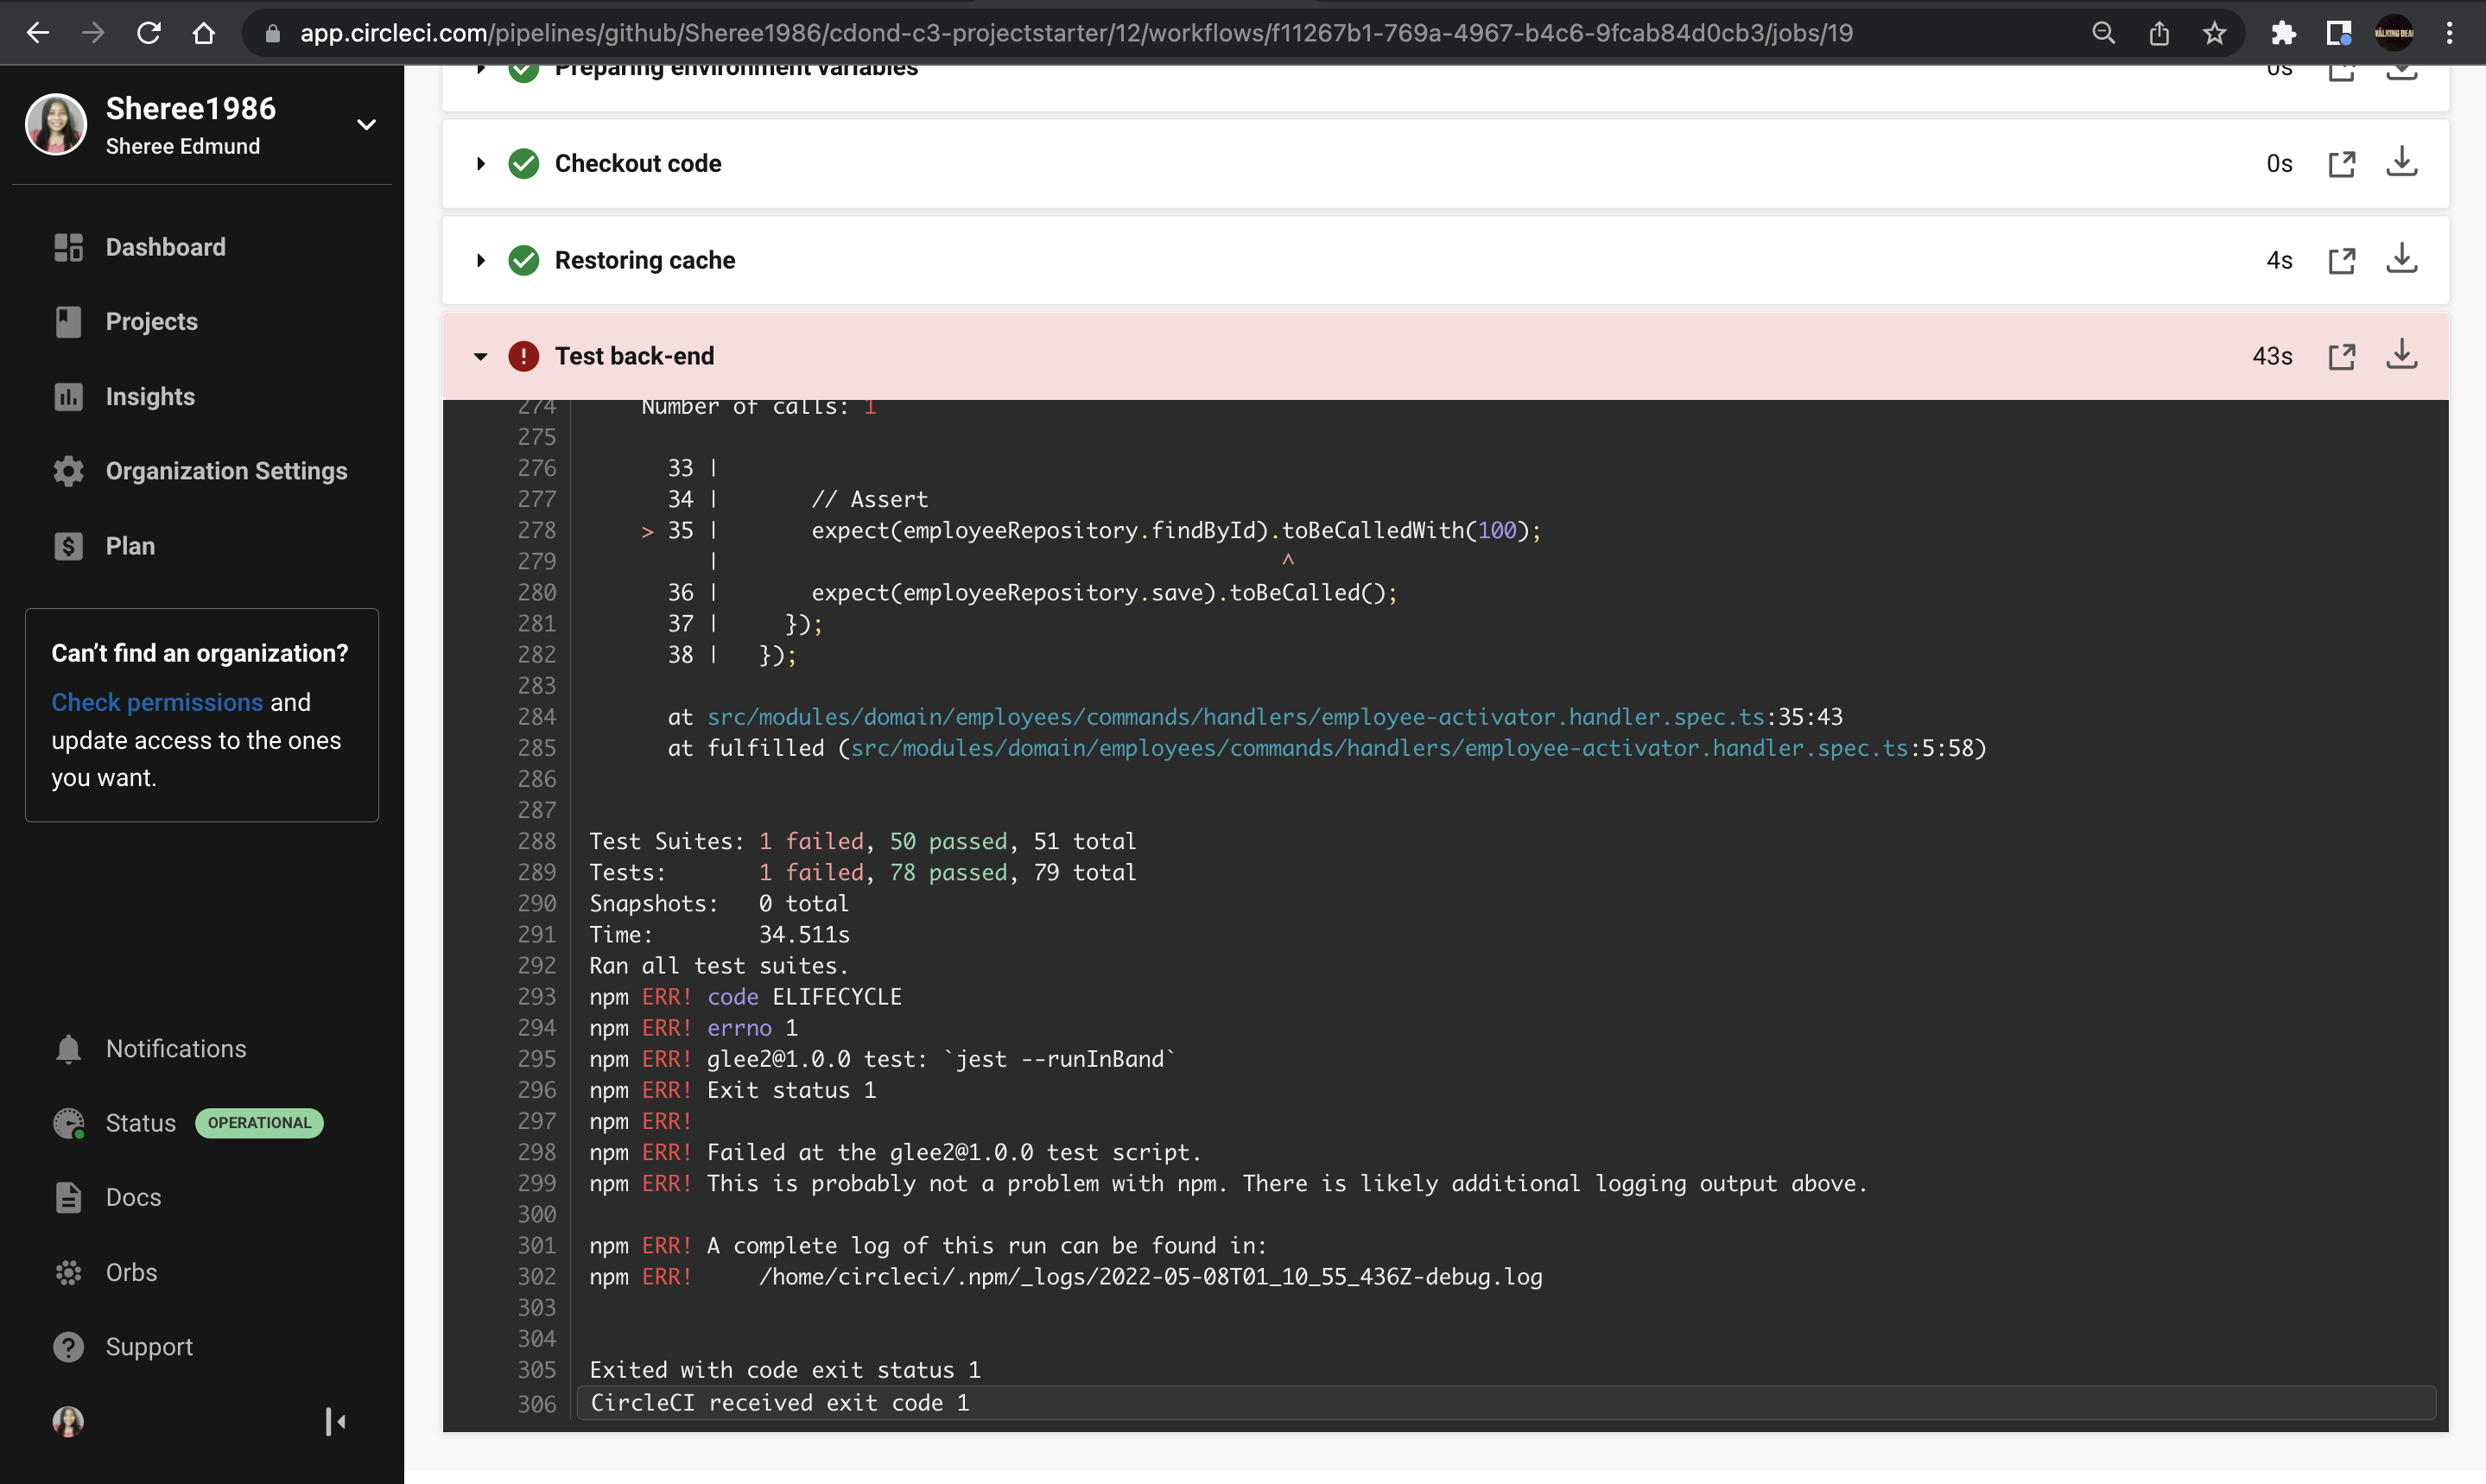 app.circleci.com/pipelines/github/Sheree1986/cdond-c3-projectstarter/12/workflows/f11267b1-769a-4967-b4c6-9fcab84d0cb3/jobs/19
Sheree1986
Sheree Edmund
Dashboard
Projects
Insights
Organization Settings
Plan
Can’t find an organization?
Check permissions and
update access to the ones
you want.
Notifications
Status OPERATIONAL
Docs
Orbs
Support
Preparing environment variables 0s
Checkout code 0s
Restoring cache 4s
Test back-end 43s
274 Number of calls: 1
275
276 33 |
277 34 | // Assert
278 > 35 | expect(employeeRepository.findById).toBeCalledWith(100);
279 | ^
280 36 | expect(employeeRepository.save).toBeCalled();
281 37 | });
282 38 | });
283
284 at src/modules/domain/employees/commands/handlers/employee-activator.handler.spec.ts:35:43
285 at fulfilled (src/modules/domain/employees/commands/handlers/employee-activator.handler.spec.ts:5:58)
286
287
288 Test Suites: 1 failed, 50 passed, 51 total
289 Tests: 1 failed, 78 passed, 79 total
290 Snapshots: 0 total
291 Time: 34.511s
292 Ran all test suites.
293 npm ERR! code ELIFECYCLE
294 npm ERR! errno 1
295 npm ERR! glee2@1.0.0 test: `jest --runInBand`
296 npm ERR! Exit status 1
297 npm ERR!
298 npm ERR! Failed at the glee2@1.0.0 test script.
299 npm ERR! This is probably not a problem with npm. There is likely additional logging output above.
300
301 npm ERR! A complete log of this run can be found in:
302 npm ERR! /home/circleci/.npm/_logs/2022-05-08T01_10_55_436Z-debug.log
303
304
305 Exited with code exit status 1
306 CircleCI received exit code 1